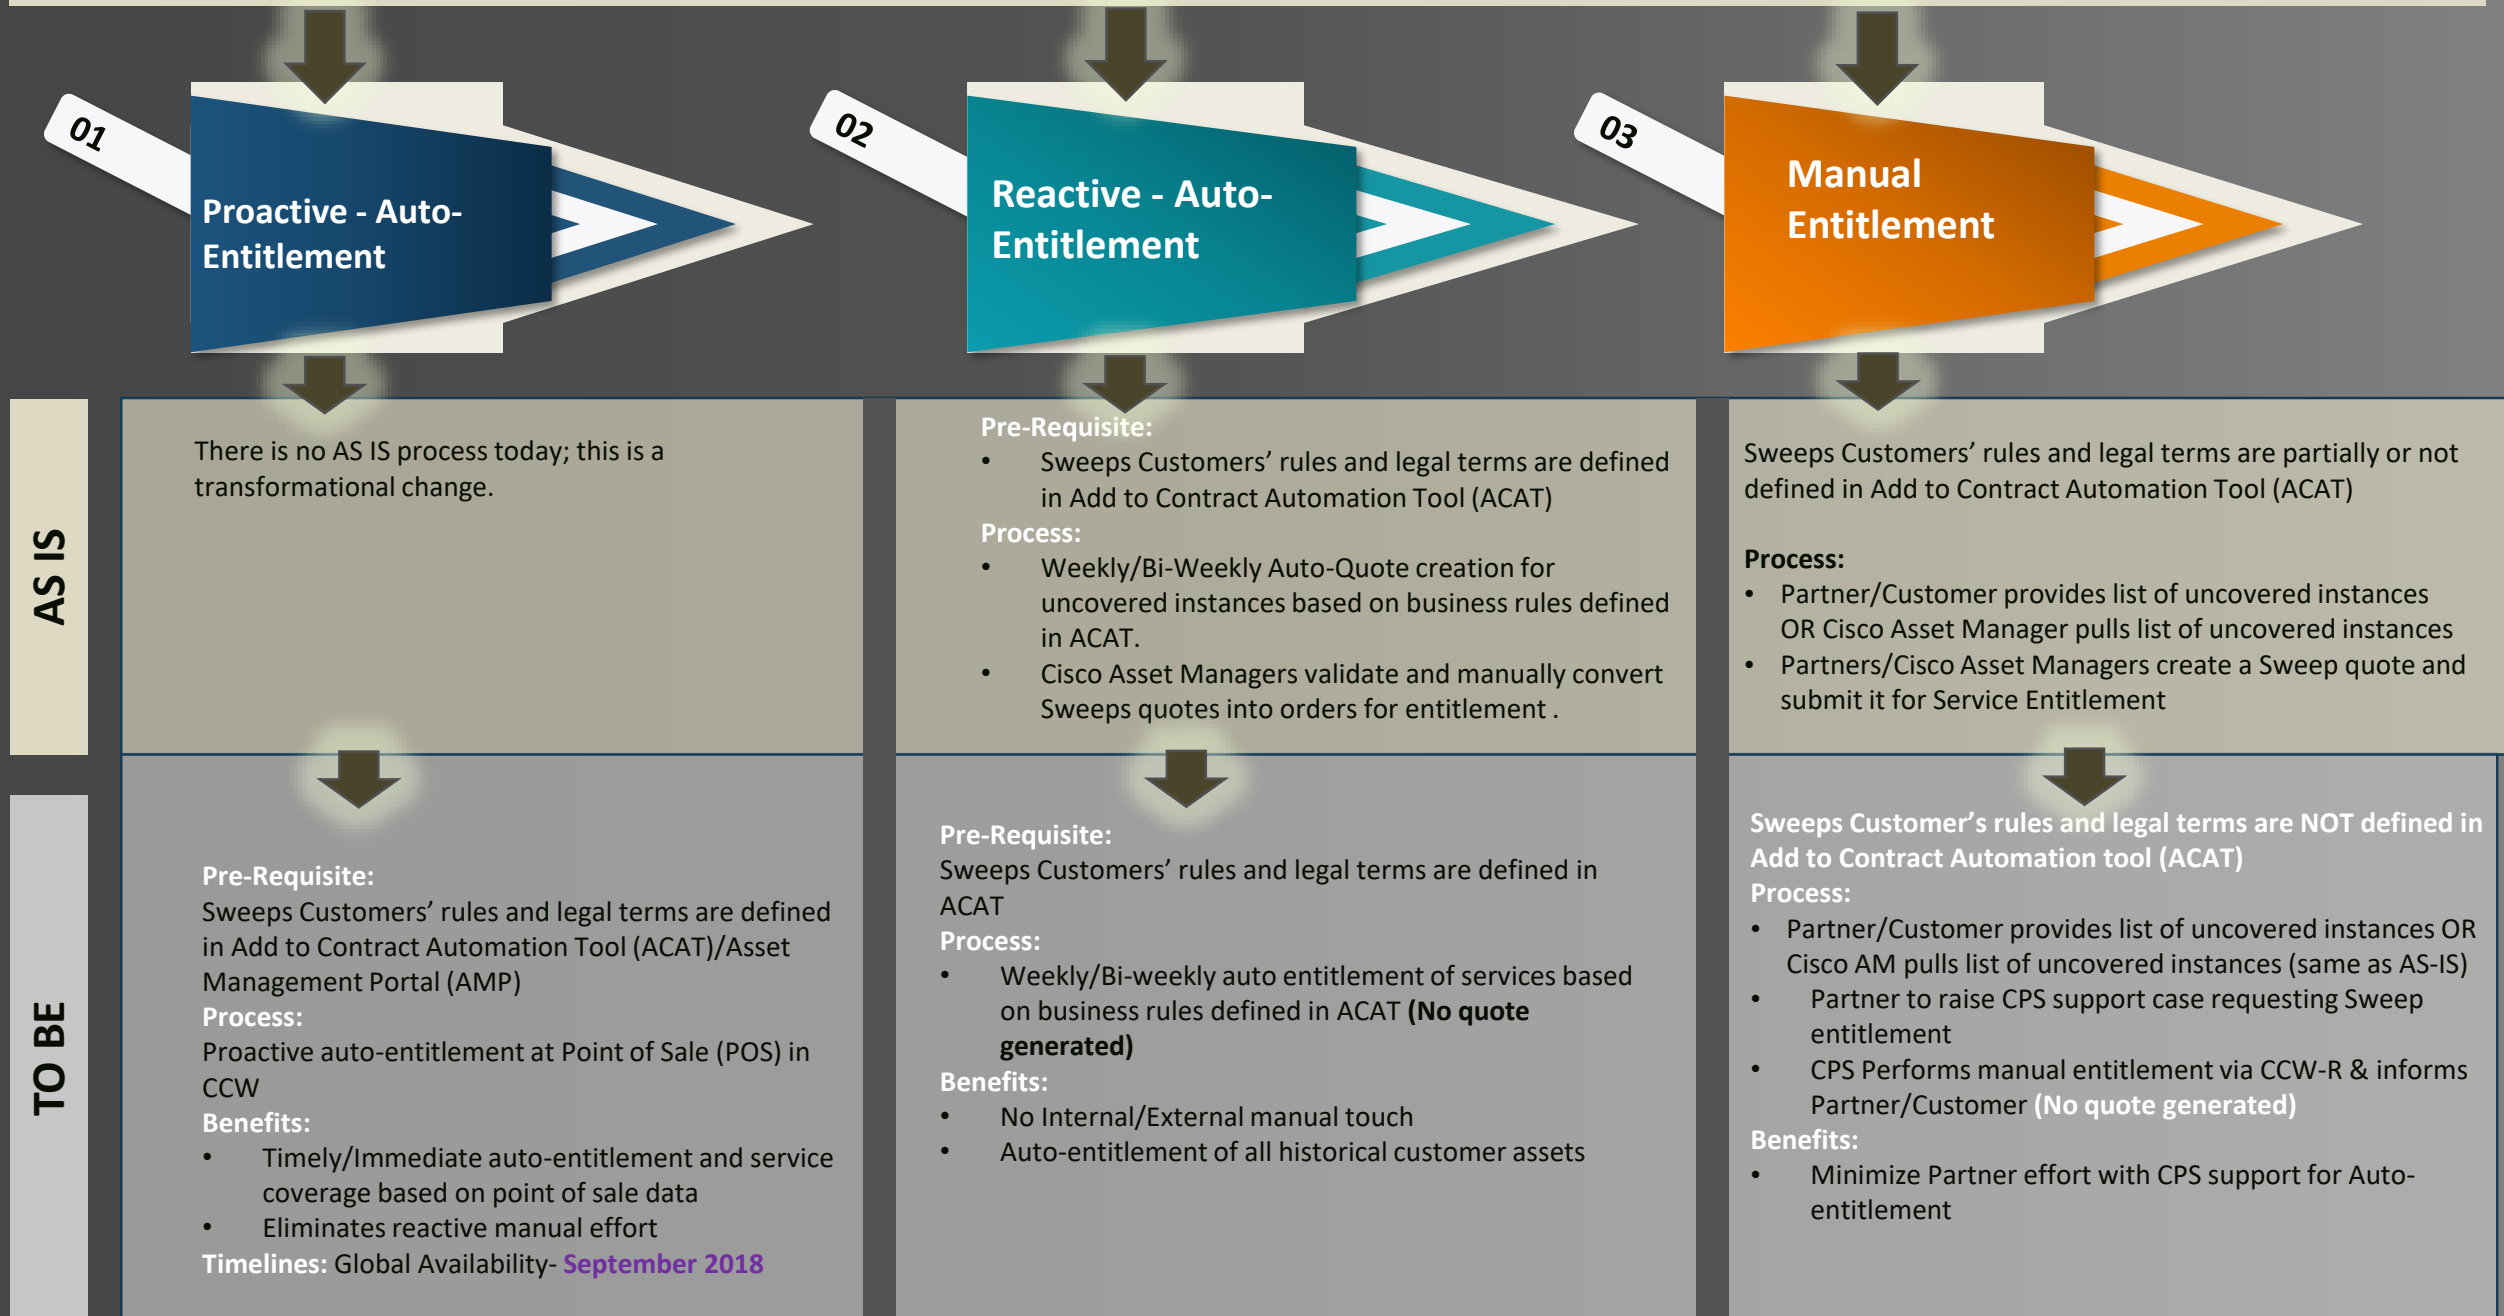 01
Proactive - Auto-
Entitlement
02
Reactive - Auto-
Entitlement
03
Manual
Entitlement
AS IS
There is no AS IS process today; this is a
transformational change.
Pre-Requisite:
• Sweeps Customers’ rules and legal terms are defined
in Add to Contract Automation Tool (ACAT)
Process:
• Weekly/Bi-Weekly Auto-Quote creation for
uncovered instances based on business rules defined
in ACAT.
• Cisco Asset Managers validate and manually convert
Sweeps quotes into orders for entitlement .
Sweeps Customers’ rules and legal terms are partially or not
defined in Add to Contract Automation Tool (ACAT)
Process:
• Partner/Customer provides list of uncovered instances
OR Cisco Asset Manager pulls list of uncovered instances
• Partners/Cisco Asset Managers create a Sweep quote and
submit it for Service Entitlement
TO BE
Pre-Requisite:
Sweeps Customers’ rules and legal terms are defined
in Add to Contract Automation Tool (ACAT)/Asset
Management Portal (AMP)
Process:
Proactive auto-entitlement at Point of Sale (POS) in
CCW
Benefits:
• Timely/Immediate auto-entitlement and service
coverage based on point of sale data
• Eliminates reactive manual effort
Timelines: Global Availability- September 2018
Pre-Requisite:
Sweeps Customers’ rules and legal terms are defined in
ACAT
Process:
• Weekly/Bi-weekly auto entitlement of services based
on business rules defined in ACAT (No quote
generated)
Benefits:
• No Internal/External manual touch
• Auto-entitlement of all historical customer assets
Sweeps Customer’s rules and legal terms are NOT defined in
Add to Contract Automation tool (ACAT)
Process:
• Partner/Customer provides list of uncovered instances OR
Cisco AM pulls list of uncovered instances (same as AS-IS)
• Partner to raise CPS support case requesting Sweep
entitlement
• CPS Performs manual entitlement via CCW-R & informs
Partner/Customer (No quote generated)
Benefits:
• Minimize Partner effort with CPS support for Auto-
entitlement